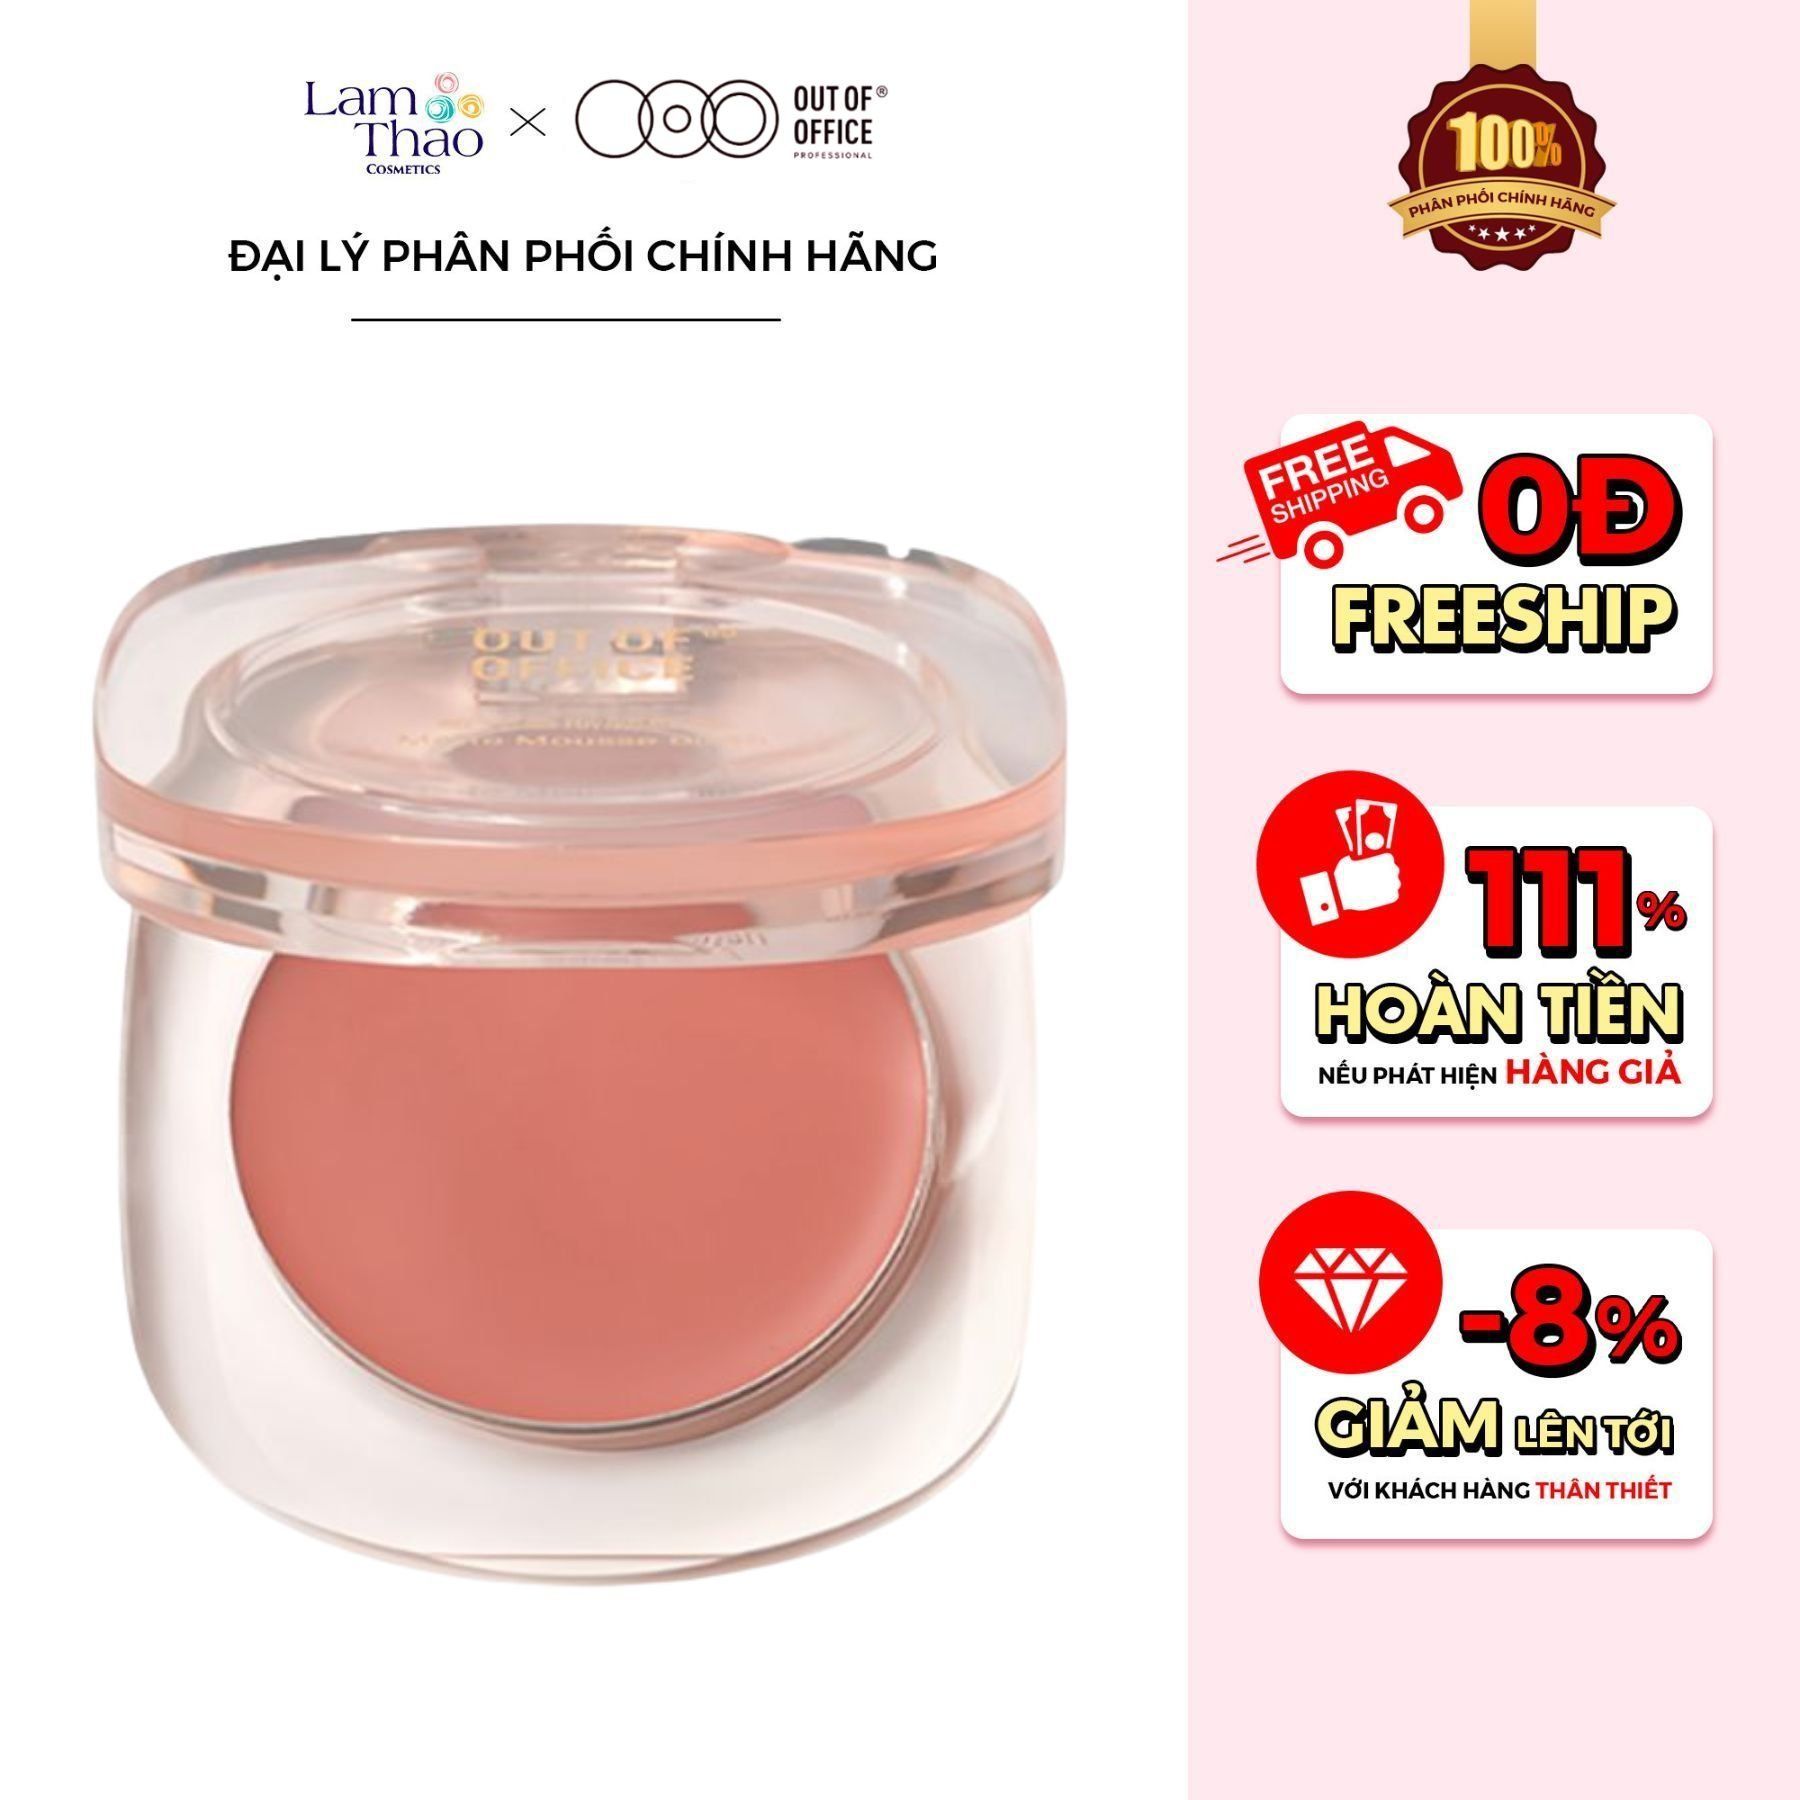 Lam
Thao
COSMETICS
OUT OF®
OFFICE
PROFESSIONAL
ĐẠI LÝ PHÂN PHỐI CHÍNH HÃNG
OUT OF
OFFICE
Mousse
100%
PHÂN PHỐI CHÍNH HÃNG
FREE
SHIPPING
0Đ
FREESHIP
111%
HOÀN TIỀN
NẾU PHÁT HIỆN HÀNG GIẢ
-8%
GIẢM LÊN TỚI
VỚI KHÁCH HÀNG THÂN THIẾT